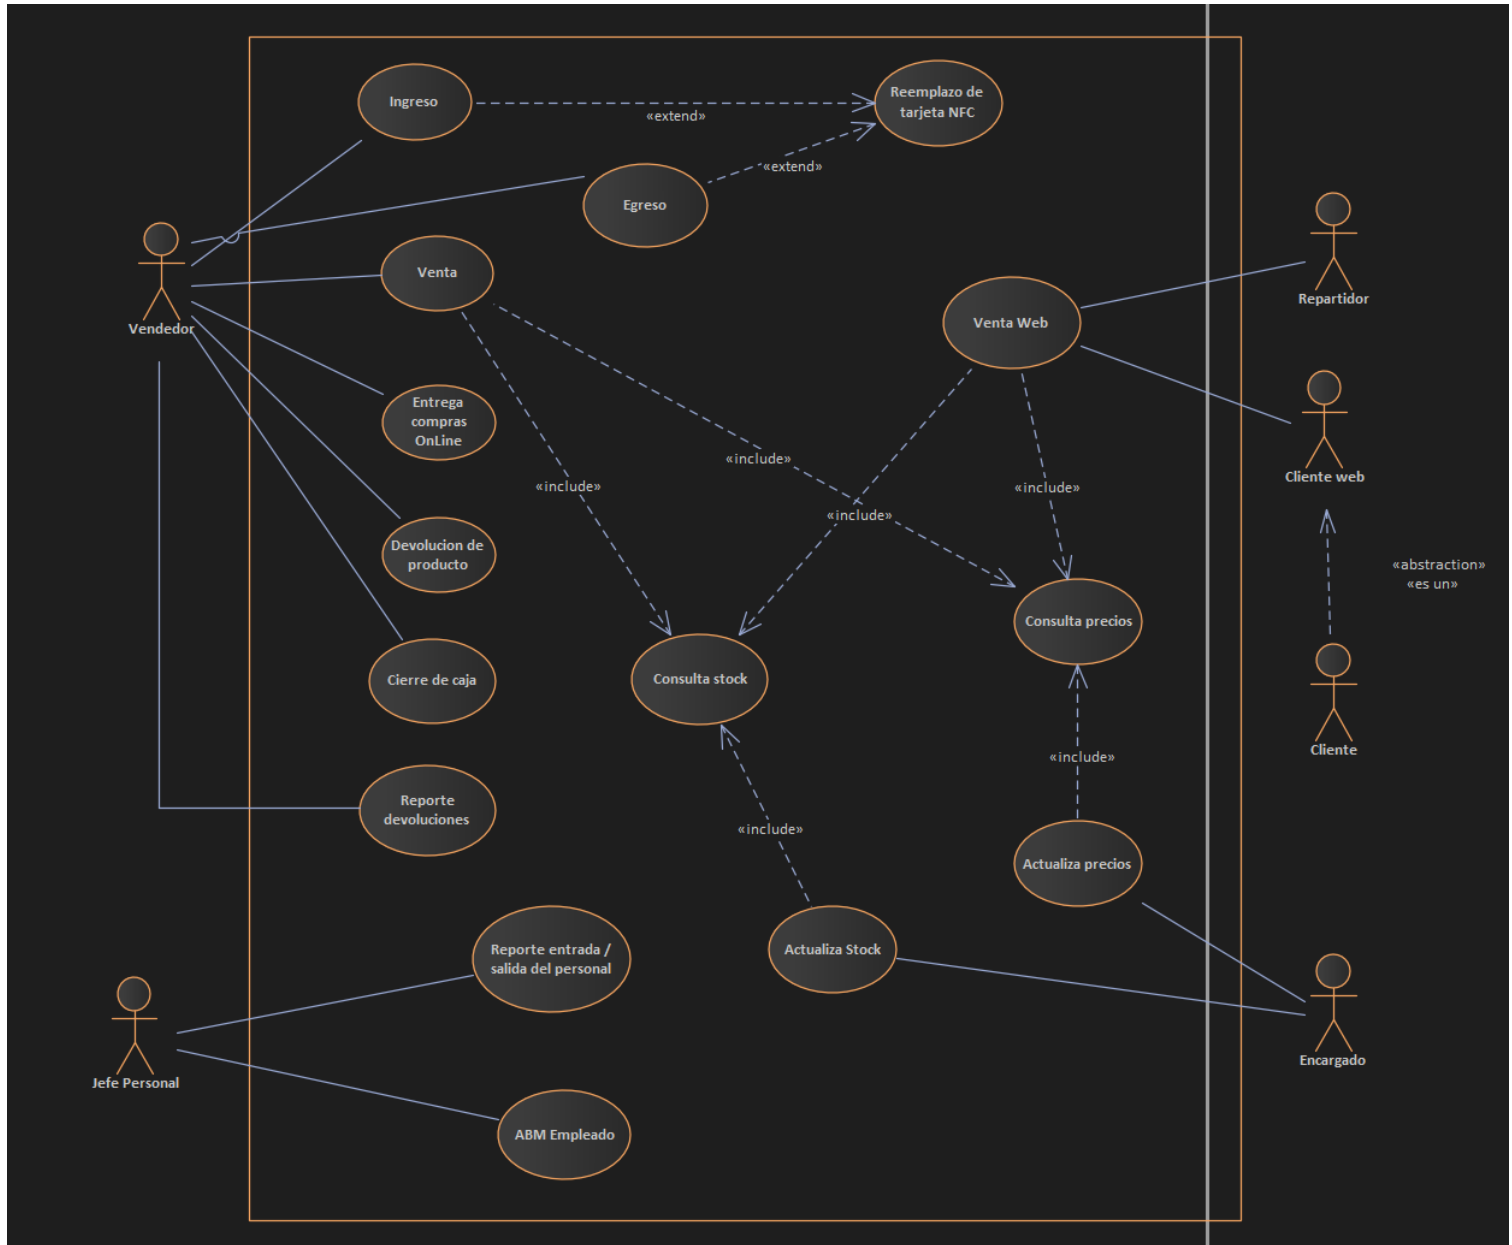 Ingreso
Reemplazo de
tarjeta NFC
«extend»
«extend»
Egreso
Venta
Vendedor
Repartidor
Venta Web
Entrega
compras
OnLine
«include»
«include»
«include»
«include»
Cliente web
Devolucion de
producto
«abstraction»
«es un»
Consulta precios
Cierre de caja
Consulta stock
Cliente
«include»
Reporte
devoluciones
«include»
Actualiza precios
Reporte entrada /
salida del personal
Actualiza Stock
Encargado
Jefe Personal
ABM Empleado